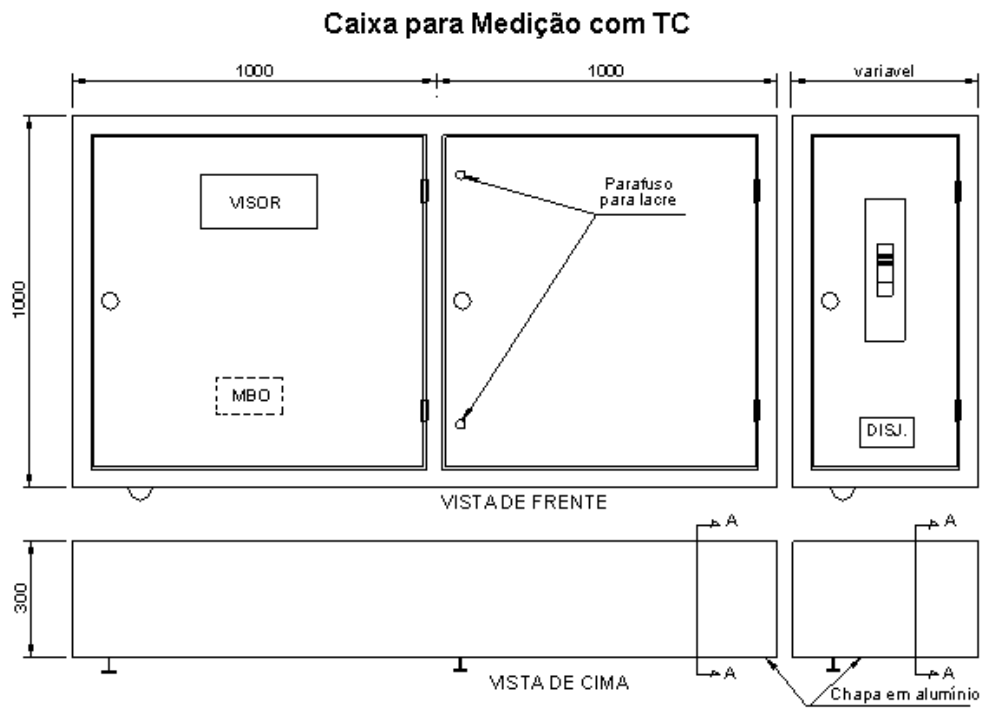 Caixa para Medição com TC
1000
1000
variavel
1000
VISOR
Parafuso
para lacre
MBO
DISJ.
VISTA DE FRENTE
A
A
300
A
A
VISTA DE CIMA
Chapa em alumínio